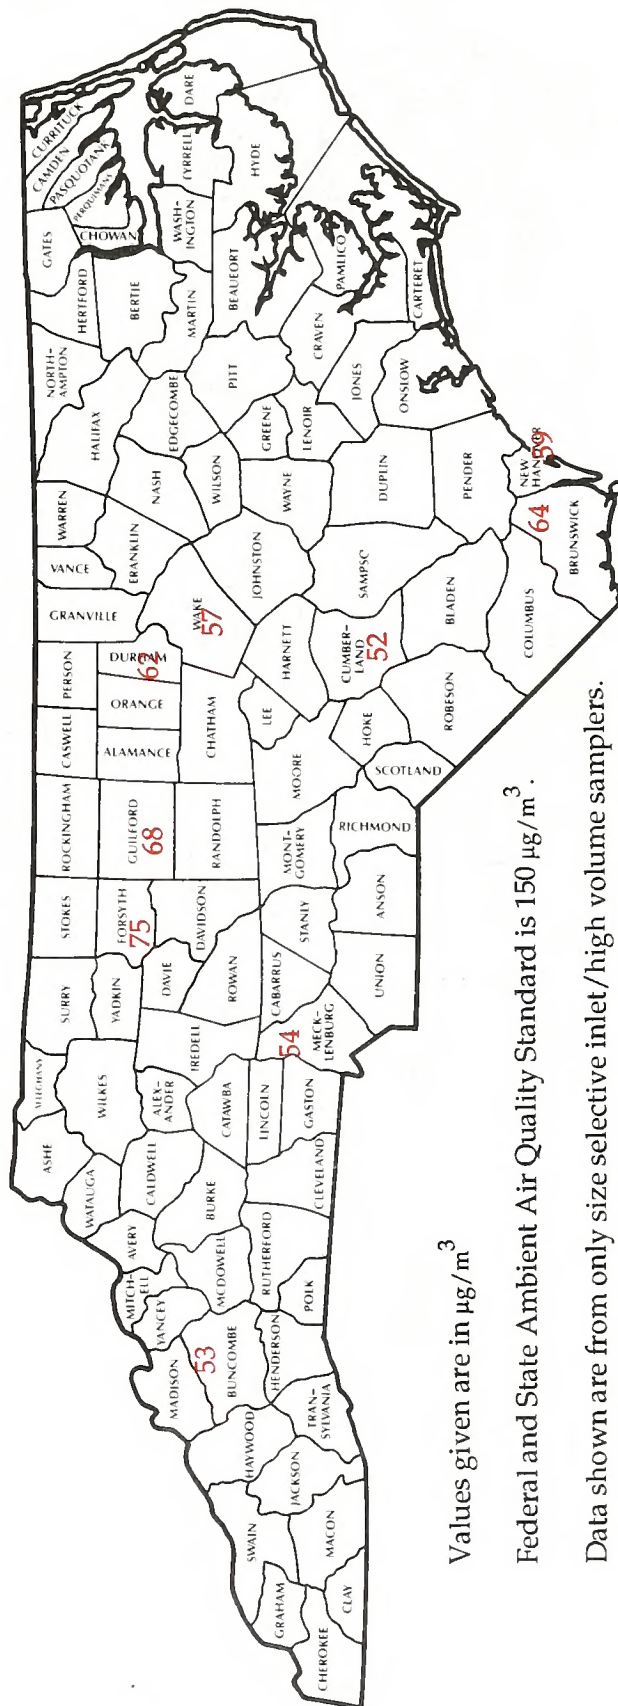 CHEROKEE
GRAHAM
CLAY
SWAIN
MACON
JACKSON
HAYWOOD
TRAN-
SYLVANIA
MADISON
BUNCOMBE
53
HENDERSON
YANCEY
MITCH-
ELL
AVERY
MCDOWELL
RUTHERFORD
POLK
WATAUGA
ASHE
CALDWELL
BURKE
CLEVELAND
ALLEGHANY
WILKES
ALEX-
ANDER
CATAWBA
LINCOLN
GASTON
SURRY
YADKIN
IREDELL
DAVIE
ROWAN
CABARRUS
MECK-
LENBURG
54
STOKES
FORSYTH
75
DAVIDSON
STANLY
UNION
ANSON
ROCKINGHAM
GUILFORD
68
RANDOLPH
MONT-
GOMERY
RICHMOND
CASWELL
ALAMANCE
ORANGE
CHATHAM
MOORE
LEE
HOKE
SCOTLAND
PERSON
DURHAM
62
GRANVILLE
VANCE
WARREN
FRANKLIN
WAKE
57
HARNETT
CUMBER-
LAND
52
ROBESON
JOHNSTON
SAMPSO
BLADEN
COLUMBUS
HALIFAX
NASH
WILSON
WAYNE
DUPLIN
PENDER
BRUNSWICK
64
NEW
HANOVER
59
NORTH-
AMPTON
EDGECOMBE
GREENE
LENOIR
JONES
ONSLOW
HERTFORD
BERTIE
MARTIN
PITT
CRAVEN
CARTERET
PAMLICO
BEAUFORT
GATES
CHOWAN
PERQUIMANS
PASQUOTANK
CAMDEN
CURRITUCK
WASH-
INGTON
TYRRELL
DARE
HYDE
Values given are in µg/m³
Federal and State Ambient Air Quality Standard is 150 µg/m³.
Data shown are from only size selective inlet/high volume samplers.